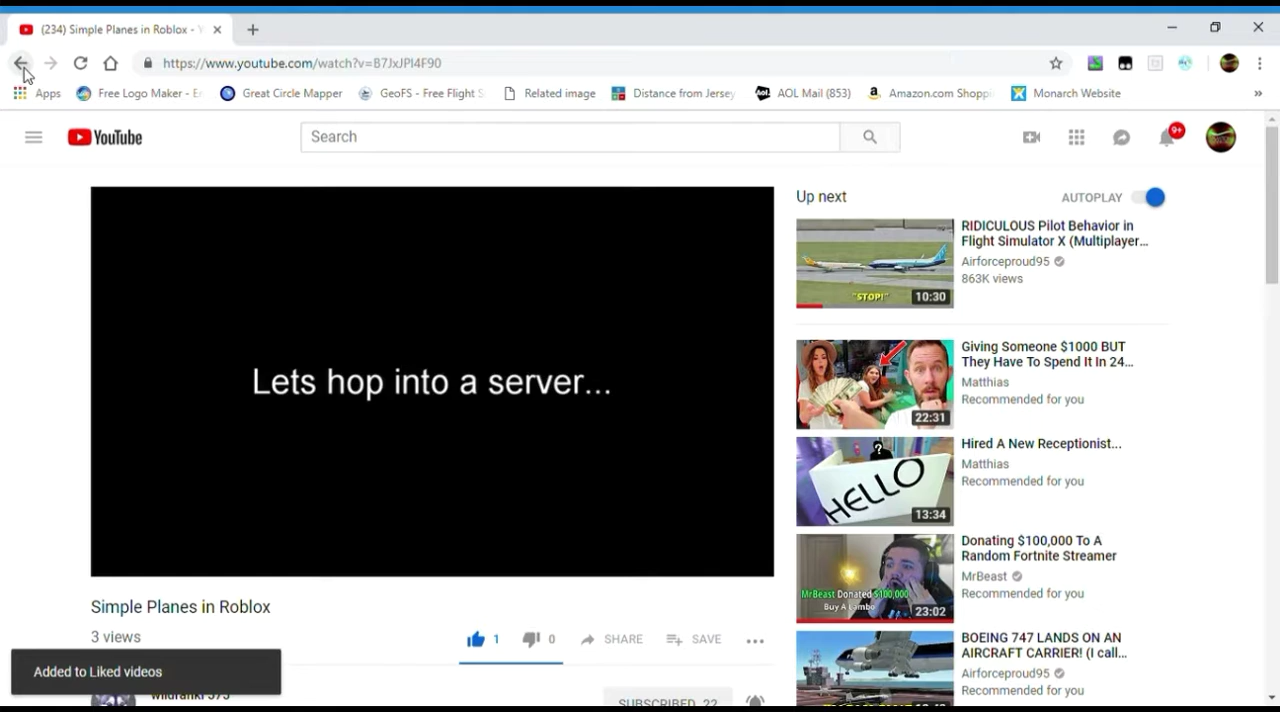 (234) Simple Planes in Roblox - Y
https://www.youtube.com/watch?v=B7JxJPl4F90
Apps
Free Logo Maker - E
Great Circle Mapper
GeoFS - Free Flight S
Related image
Distance from Jersey
Aol.
AOL Mail (853)
Amazon.com Shoppi
Monarch Website
YouTube
Search
9+
Lets hop into a server...
Simple Planes in Roblox
3 views
1
0
SHARE
SAVE
Added to Liked videos
SUBSCRIBED 22
Up next
AUTOPLAY
"STOP!"
10:30
RIDICULOUS Pilot Behavior in
Flight Simulator X (Multiplayer...
Airforceproud95
863K views
22:31
Giving Someone $1000 BUT
They Have To Spend It In 24...
Matthias
Recommended for you
?
HELLO
13:34
Hired A New Receptionist...
Matthias
Recommended for you
MrBeast Donated $100,000
Buy A Lambo
23:02
Donating $100,000 To A
Random Fortnite Streamer
MrBeast
Recommended for you
BOEING 747 LANDS ON AN
AIRCRAFT CARRIER! (I call...
Airforceproud95
Recommended for you